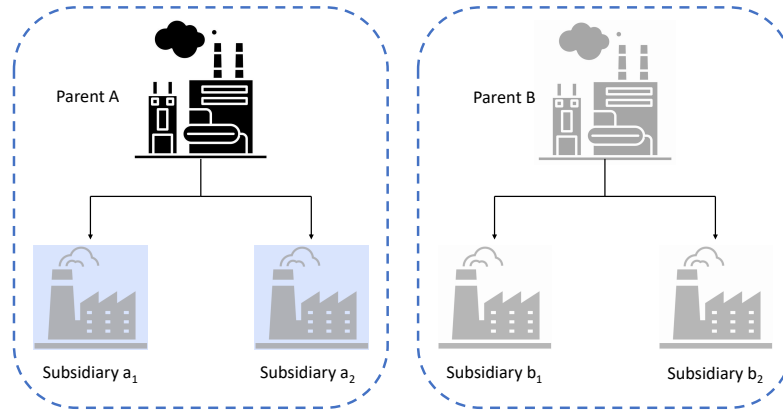 Parent A
Parent B
Subsidiary a₁
Subsidiary a₂
Subsidiary b₁
Subsidiary b₂